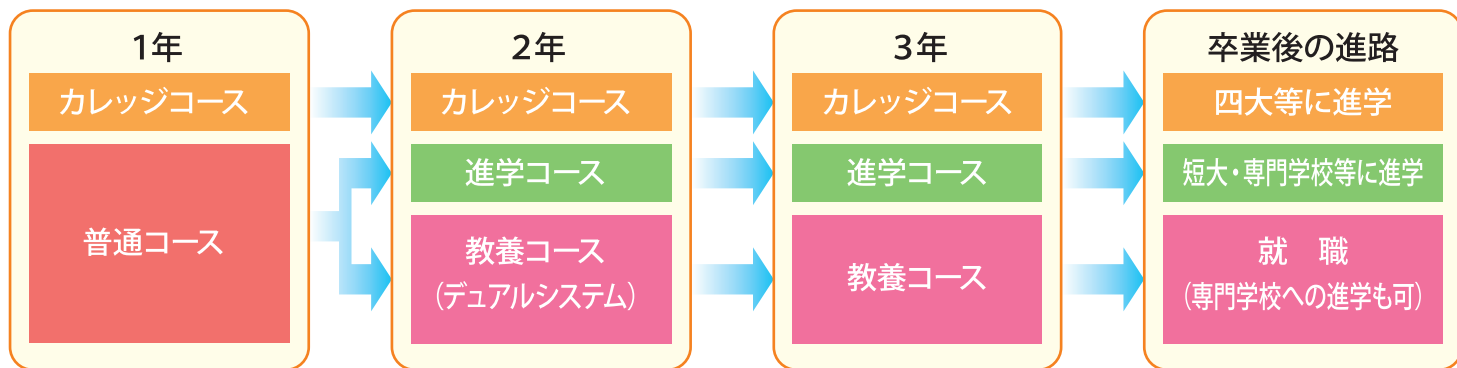 1年
カレッジコース
普通コース
2年
カレッジコース
進学コース
教養コース
（デュアルシステム）
3年
カレッジコース
進学コース
教養コース
卒業後の進路
四大等に進学
短大・専門学校等に進学
就　職
（専門学校への進学も可）